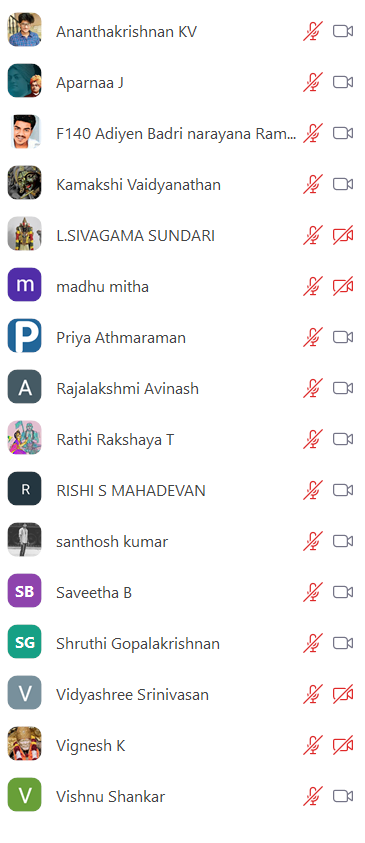 Ananthakrishnan KV
Aparnaa J
F140 Adiyen Badri narayana Ram...
Kamakshi Vaidyanathan
L.SIVAGAMA SUNDARI
m madhu mitha
P Priya Athmaraman
A Rajalakshmi Avinash
Rathi Rakshaya T
R RISHI S MAHADEVAN
santhosh kumar
SB Saveetha B
SG Shruthi Gopalakrishnan
V Vidyashree Srinivasan
Vignesh K
V Vishnu Shankar